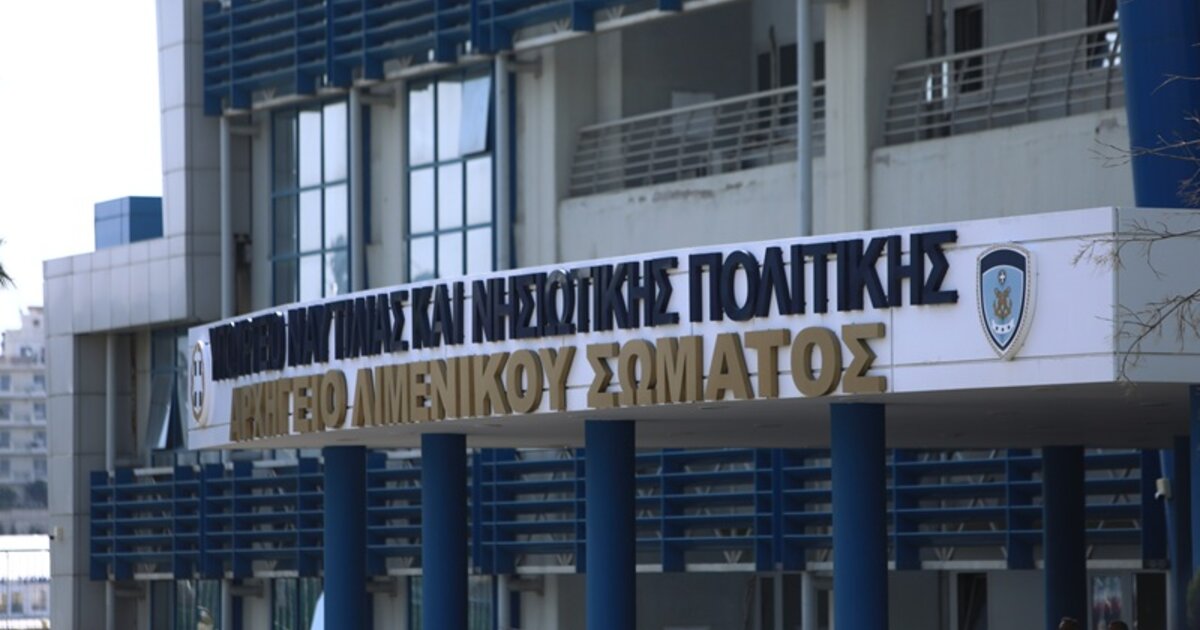 ΥΠΟΥΡΓΕΙΟ ΝΑΥΤΙΛΙΑΣ ΚΑΙ ΝΗΣΙΩΤΙΚΗΣ ΠΟΛΙΤΙΚΗΣ
ΑΡΧΗΓΕΙΟ ΛΙΜΕΝΙΚΟΥ ΣΩΜΑΤΟΣ